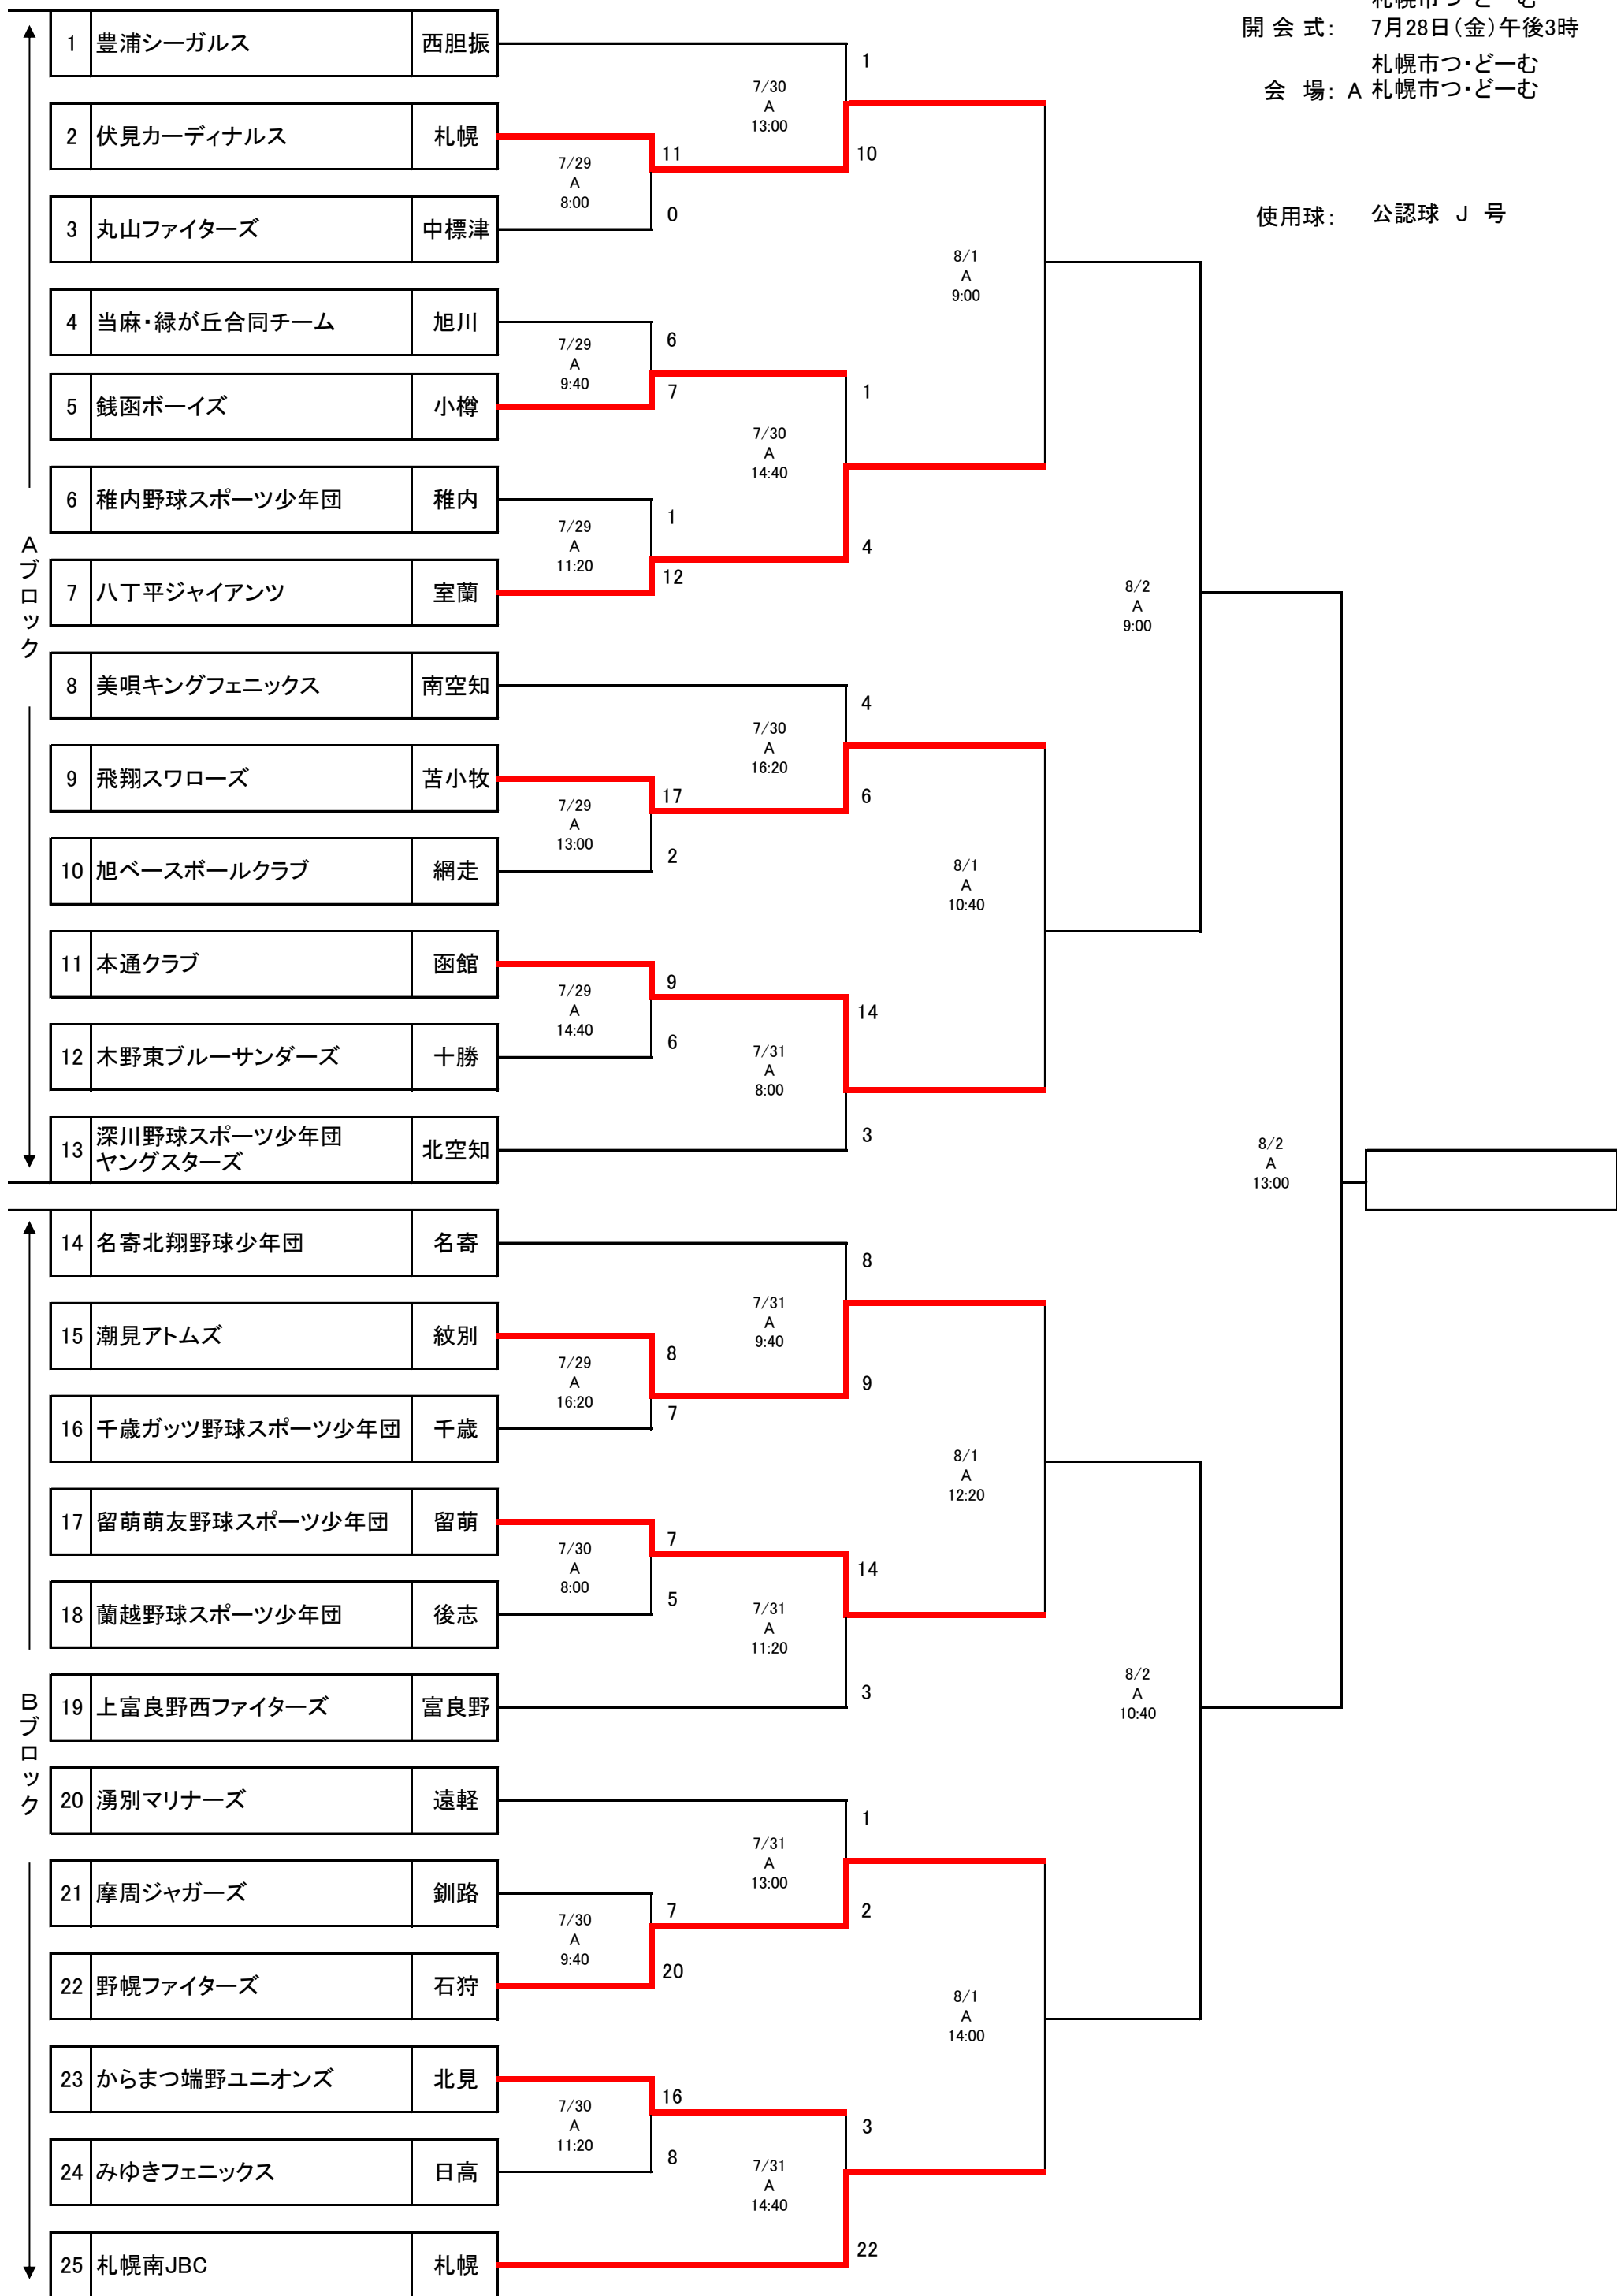 札幌市つ・どーむ
開 会 式： 7月28日（金）午後3時
札幌市つ・どーむ
会 場： A 札幌市つ・どーむ
使用球： 公認球 J 号
Aブロック
1 豊浦シーガルス 西胆振
2 伏見カーディナルス 札幌
3 丸山ファイターズ 中標津
4 当麻・緑が丘合同チーム 旭川
5 銭函ボーイズ 小樽
6 稚内野球スポーツ少年団 稚内
7 八丁平ジャイアンツ 室蘭
8 美唄キングフェニックス 南空知
9 飛翔スワローズ 苫小牧
10 旭ベースボールクラブ 網走
11 本通クラブ 函館
12 木野東ブルーサンダーズ 十勝
13 深川野球スポーツ少年団
ヤングスターズ 北空知
Bブロック
14 名寄北翔野球少年団 名寄
15 潮見アトムズ 紋別
16 千歳ガッツ野球スポーツ少年団 千歳
17 留萌萌友野球スポーツ少年団 留萌
18 蘭越野球スポーツ少年団 後志
19 上富良野西ファイターズ 富良野
20 湧別マリナーズ 遠軽
21 摩周ジャガーズ 釧路
22 野幌ファイターズ 石狩
23 からまつ端野ユニオンズ 北見
24 みゆきフェニックス 日高
25 札幌南JBC 札幌
7/29
A
8:00
11
0
7/29
A
9:40
6
7
7/29
A
11:20
1
12
7/29
A
13:00
17
2
7/29
A
14:40
9
6
7/29
A
16:20
8
7
7/30
A
8:00
7
5
7/30
A
9:40
7
20
7/30
A
11:20
16
8
7/30
A
13:00
1
10
7/30
A
14:40
1
4
7/30
A
16:20
4
6
7/31
A
8:00
14
3
7/31
A
9:40
8
9
7/31
A
11:20
14
3
7/31
A
13:00
1
2
7/31
A
14:40
3
22
8/1
A
9:00
8/1
A
10:40
8/1
A
12:20
8/1
A
14:00
8/2
A
9:00
8/2
A
10:40
8/2
A
13:00